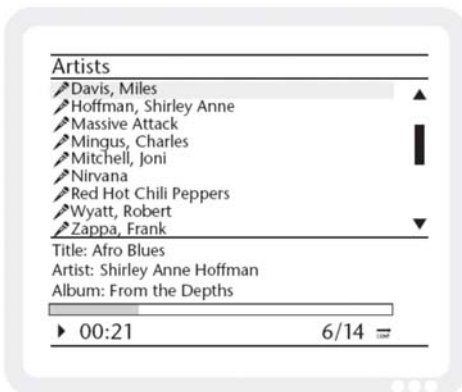 Artists
Davis, Miles
Hoffman, Shirley Anne
Massive Attack
Mingus, Charles
Mitchell, Joni
Nirvana
Red Hot Chili Peppers
Wyatt, Robert
Zappa, Frank
Title: Afro Blues
Artist: Shirley Anne Hoffman
Album: From the Depths
00:21 6/14